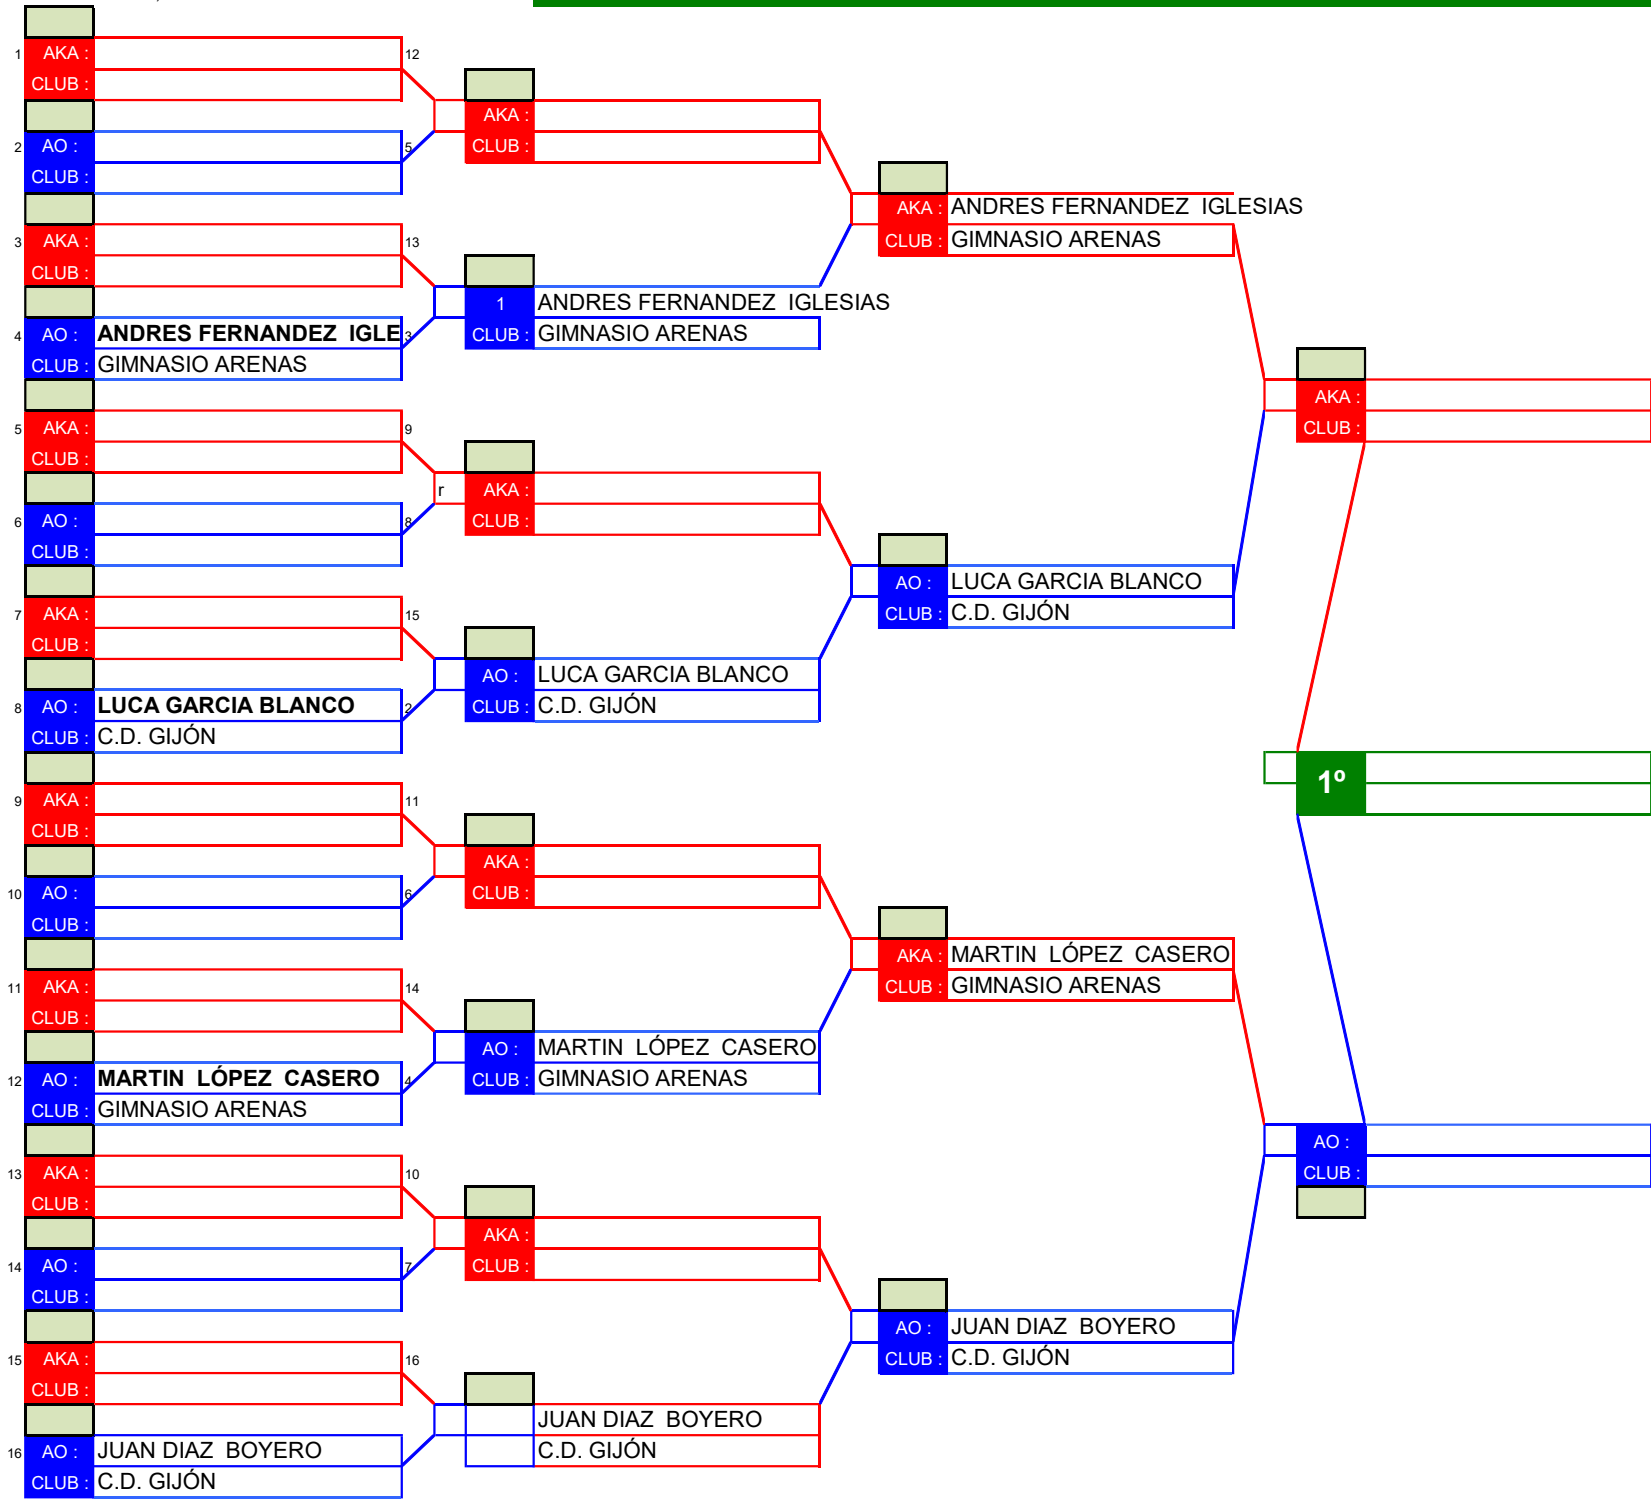 1 AKA : 12
CLUB :
2 AO : 5
CLUB :
3 AKA : 13
CLUB :
4 AO : ANDRES FERNANDEZ IGLE 3
CLUB : GIMNASIO ARENAS
5 AKA : 9
CLUB :
6 AO : 8
CLUB :
7 AKA : 15
CLUB :
8 AO : LUCA GARCIA BLANCO 2
CLUB : C.D. GIJÓN
9 AKA : 11
CLUB :
10 AO : 6
CLUB :
11 AKA : 14
CLUB :
12 AO : MARTIN LÓPEZ CASERO 4
CLUB : GIMNASIO ARENAS
13 AKA : 10
CLUB :
14 AO : 7
CLUB :
15 AKA : 16
CLUB :
16 AO : JUAN DIAZ BOYERO
CLUB : C.D. GIJÓN
AKA :
CLUB :
1 ANDRES FERNANDEZ IGLESIAS
CLUB : GIMNASIO ARENAS
r AKA :
CLUB :
AO : LUCA GARCIA BLANCO
CLUB : C.D. GIJÓN
AKA :
CLUB :
AO : MARTIN LÓPEZ CASERO
CLUB : GIMNASIO ARENAS
AKA :
CLUB :
JUAN DIAZ BOYERO
C.D. GIJÓN
AKA : ANDRES FERNANDEZ IGLESIAS
CLUB : GIMNASIO ARENAS
AO : LUCA GARCIA BLANCO
CLUB : C.D. GIJÓN
AKA : MARTIN LÓPEZ CASERO
CLUB : GIMNASIO ARENAS
AO : JUAN DIAZ BOYERO
CLUB : C.D. GIJÓN
AKA :
CLUB :
1º
AO :
CLUB :